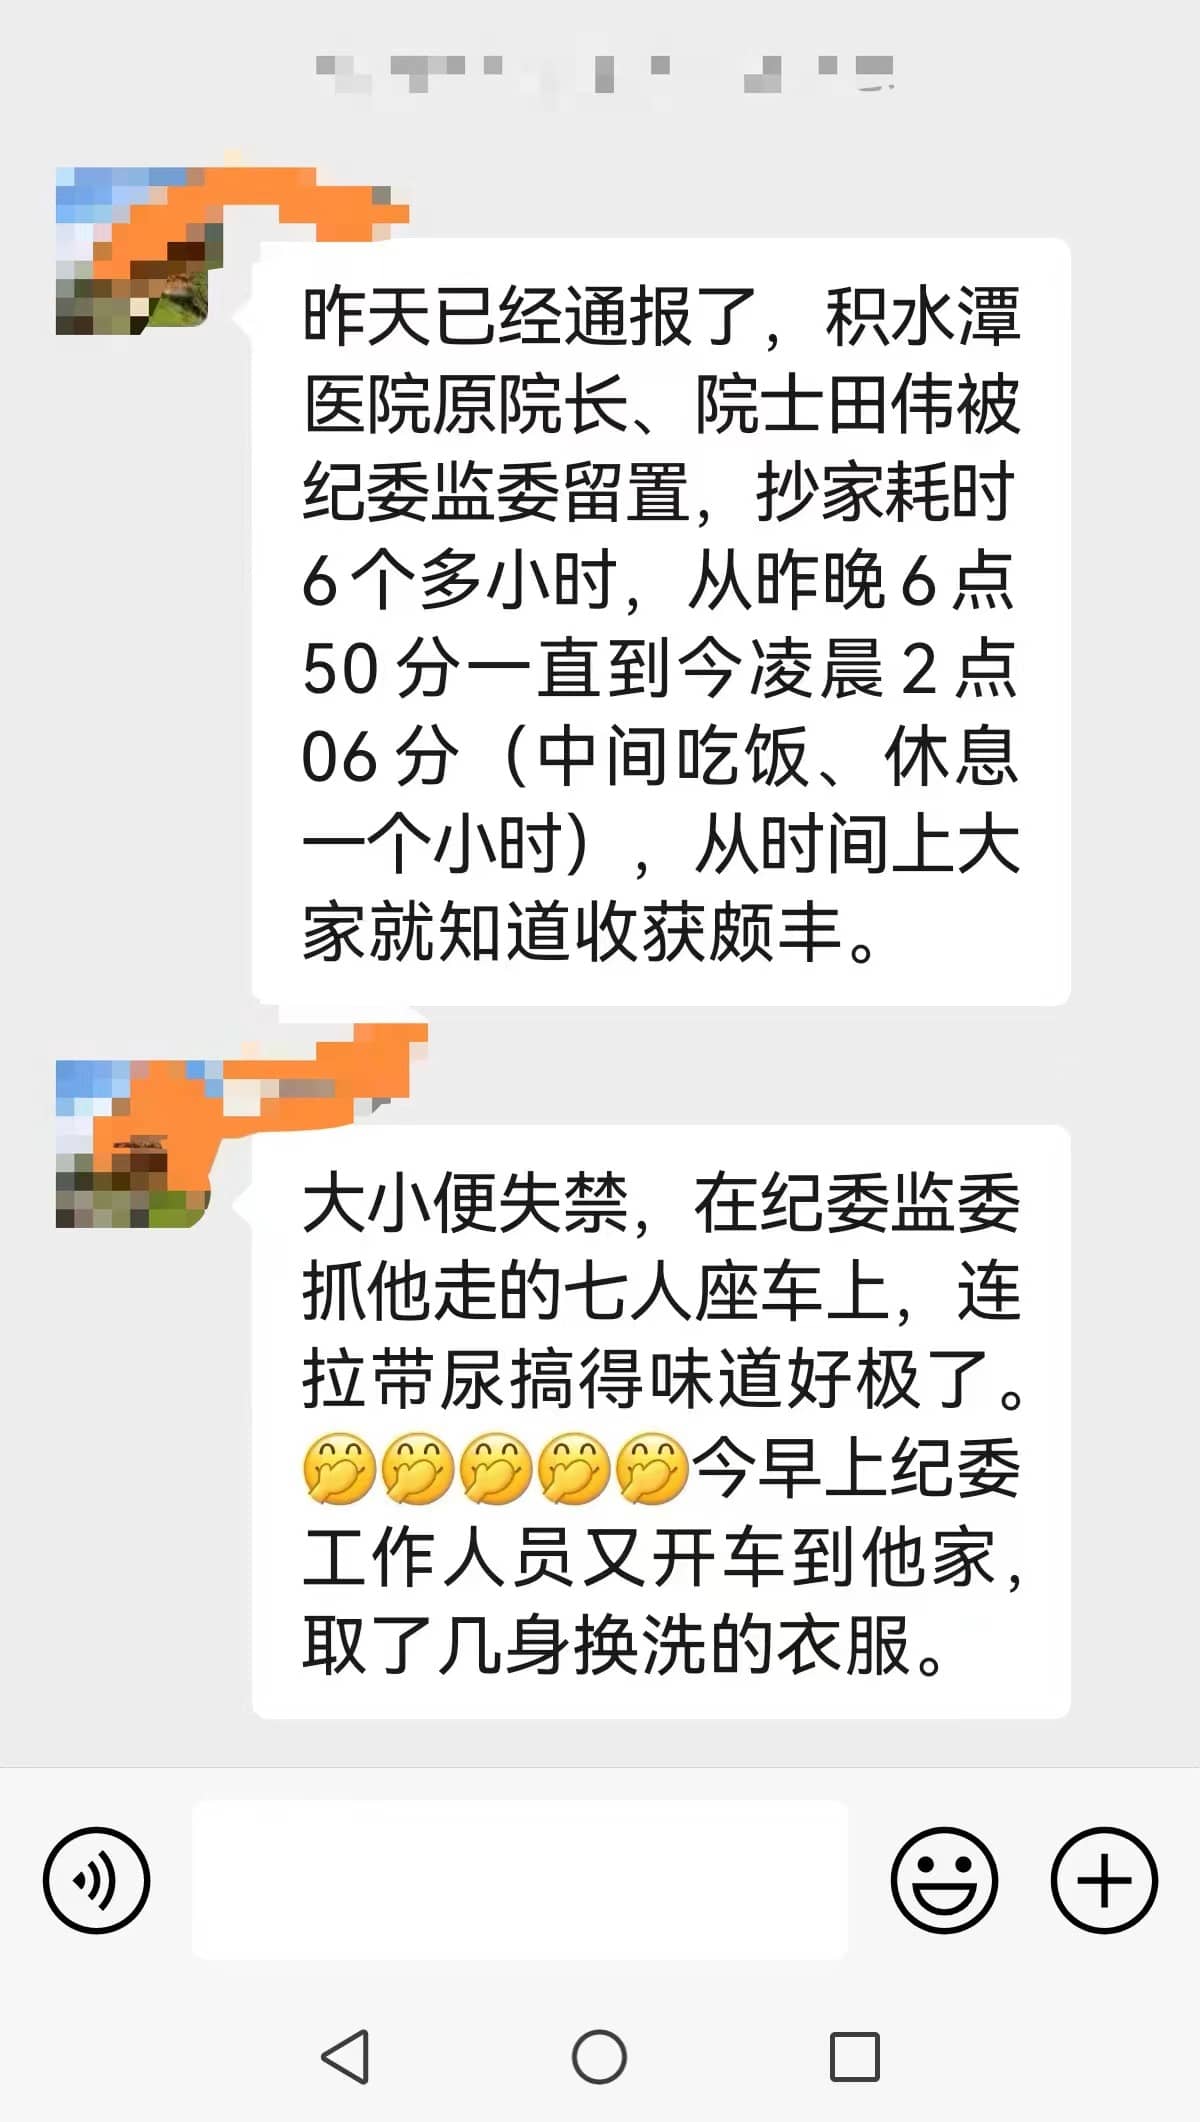 昨天已经通报了，积水潭
医院原院长、院士田伟被
纪委监委留置，抄家耗时
6个多小时，从昨晚6点
50分一直到今凌晨2点
06分（中间吃饭、休息
一个小时），从时间上大
家就知道收获颇丰。
大小便失禁，在纪委监委
抓他走的七人座车上，连
拉带尿搞得味道好极了。
🤭🤭🤭🤭🤭今早上纪委
工作人员又开车到他家，
取了几身换洗的衣服。